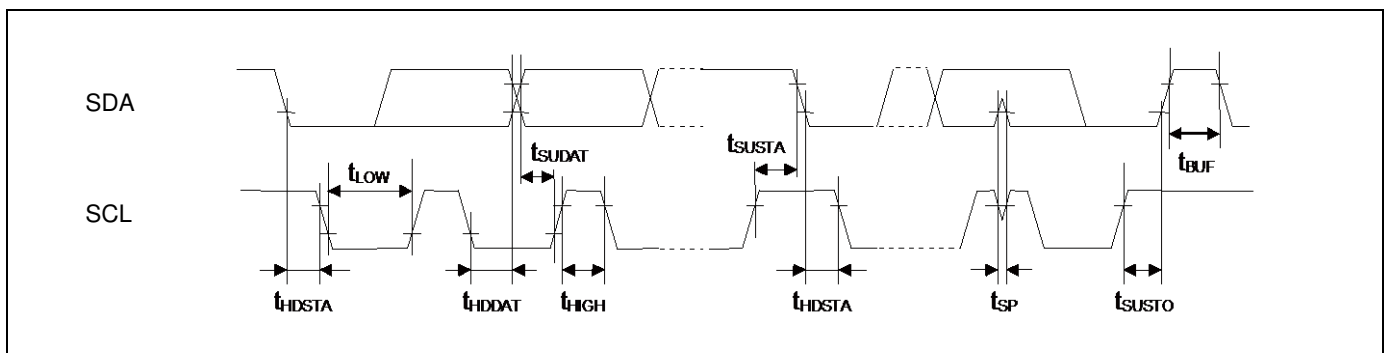 SDA
tSUDAT
tSUSTA
tBUF
tLOW
SCL
tHDSTA
tHDDAT
tHIGH
tHDSTA
tSP
tSUSTO